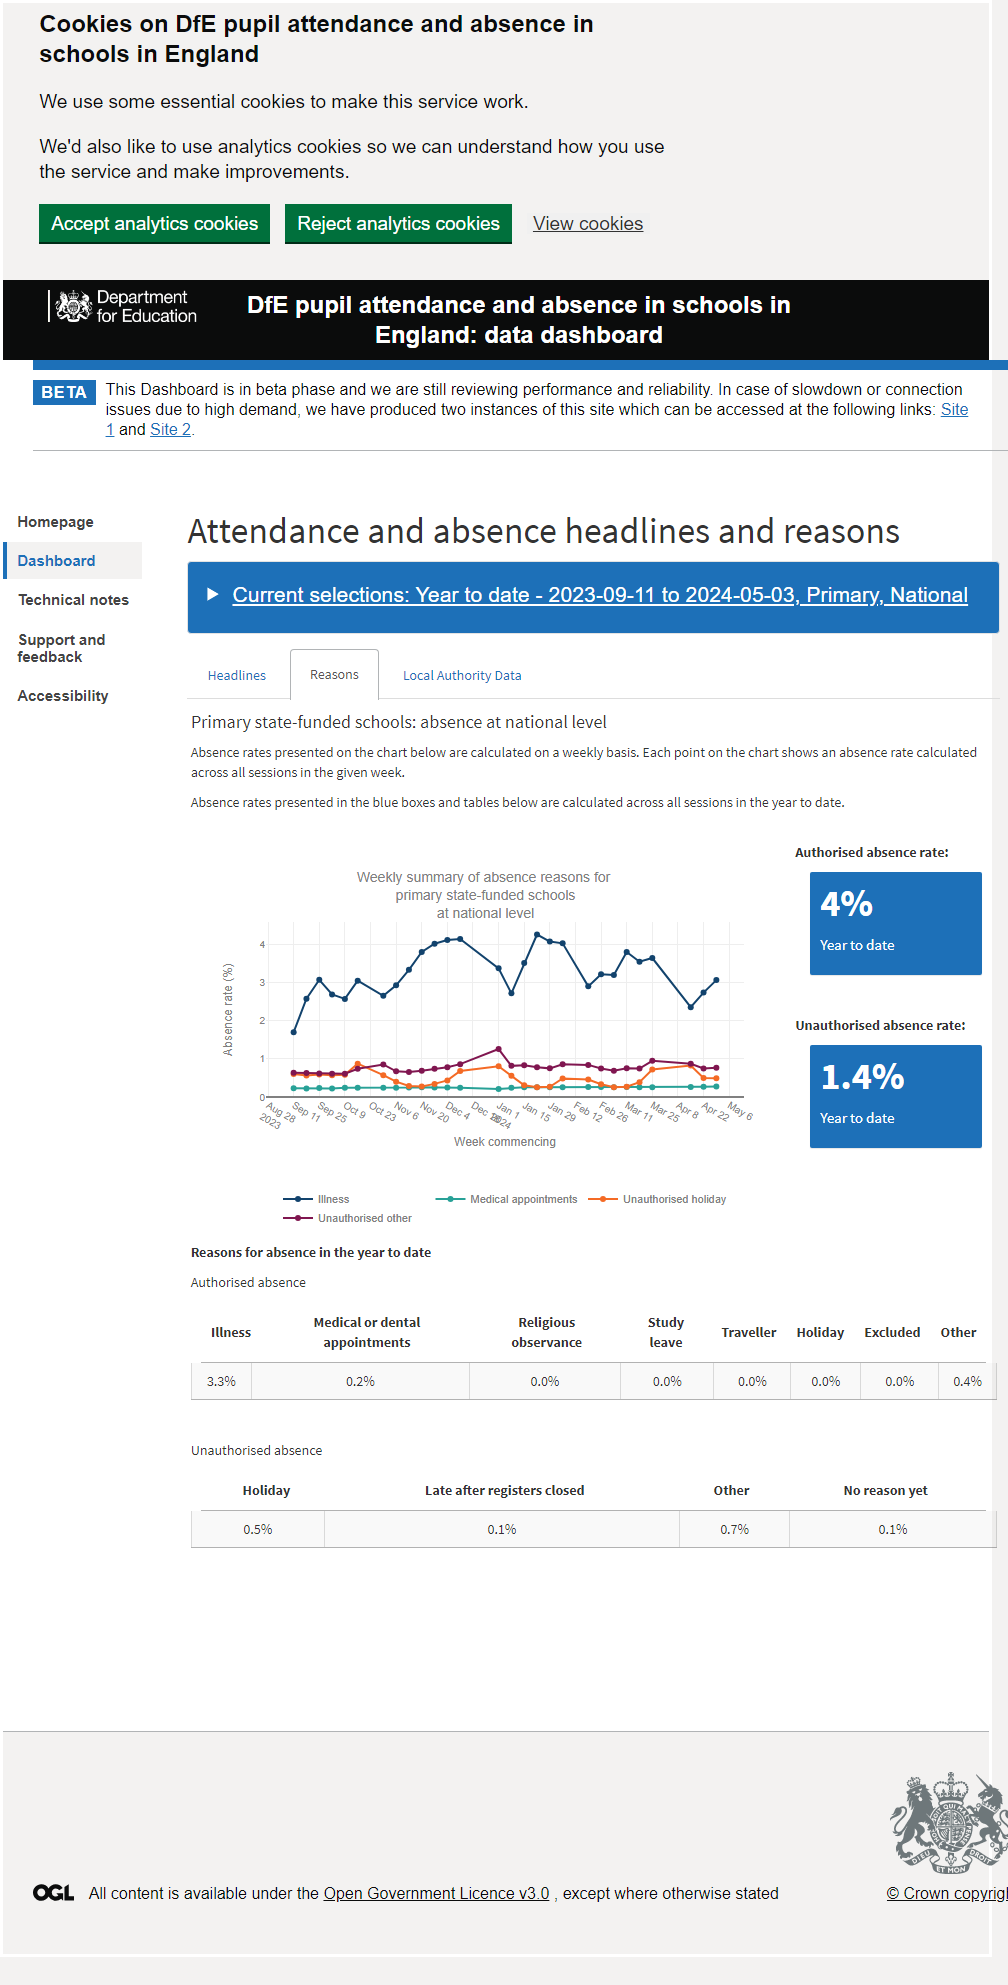 Cookies on DfE pupil attendance and absence in
schools in England
We use some essential cookies to make this service work.
We'd also like to use analytics cookies so we can understand how you use
the service and make improvements.
Accept analytics cookies
Reject analytics cookies
View cookies
Department
for Education
DfE pupil attendance and absence in schools in
England: data dashboard
BETA
This Dashboard is in beta phase and we are still reviewing performance and reliability. In case of slowdown or connection
issues due to high demand, we have produced two instances of this site which can be accessed at the following links: Site
1 and Site 2.
Homepage
Dashboard
Technical notes
Support and
feedback
Accessibility
Attendance and absence headlines and reasons
Current selections: Year to date - 2023-09-11 to 2024-05-03, Primary, National
Headlines
Reasons
Local Authority Data
Primary state-funded schools: absence at national level
Absence rates presented on the chart below are calculated on a weekly basis. Each point on the chart shows an absence rate calculated
across all sessions in the given week.
Absence rates presented in the blue boxes and tables below are calculated across all sessions in the year to date.
Weekly summary of absence reasons for
primary state-funded schools
at national level
Absence rate (%)
4
3
2
1
0
Aug 28
2023
Sep 11
Sep 25
Oct 9
Oct 23
Nov 6
Nov 20
Dec 4
Dec 18
Jan 1
2024
Jan 15
Jan 29
Feb 12
Feb 26
Mar 11
Mar 25
Apr 8
Apr 22
May 6
Week commencing
Illness
Medical appointments
Unauthorised holiday
Unauthorised other
Authorised absence rate:
4%
Year to date
Unauthorised absence rate:
1.4%
Year to date
Reasons for absence in the year to date
Authorised absence
Illness Medical or dental appointments Religious observance Study leave Traveller Holiday Excluded Other
3.3% 0.2% 0.0% 0.0% 0.0% 0.0% 0.0% 0.4%
Unauthorised absence
Holiday Late after registers closed Other No reason yet
0.5% 0.1% 0.7% 0.1%
OGL All content is available under the Open Government Licence v3.0 , except where otherwise stated
DIEU ET MON DROIT
© Crown copyrig